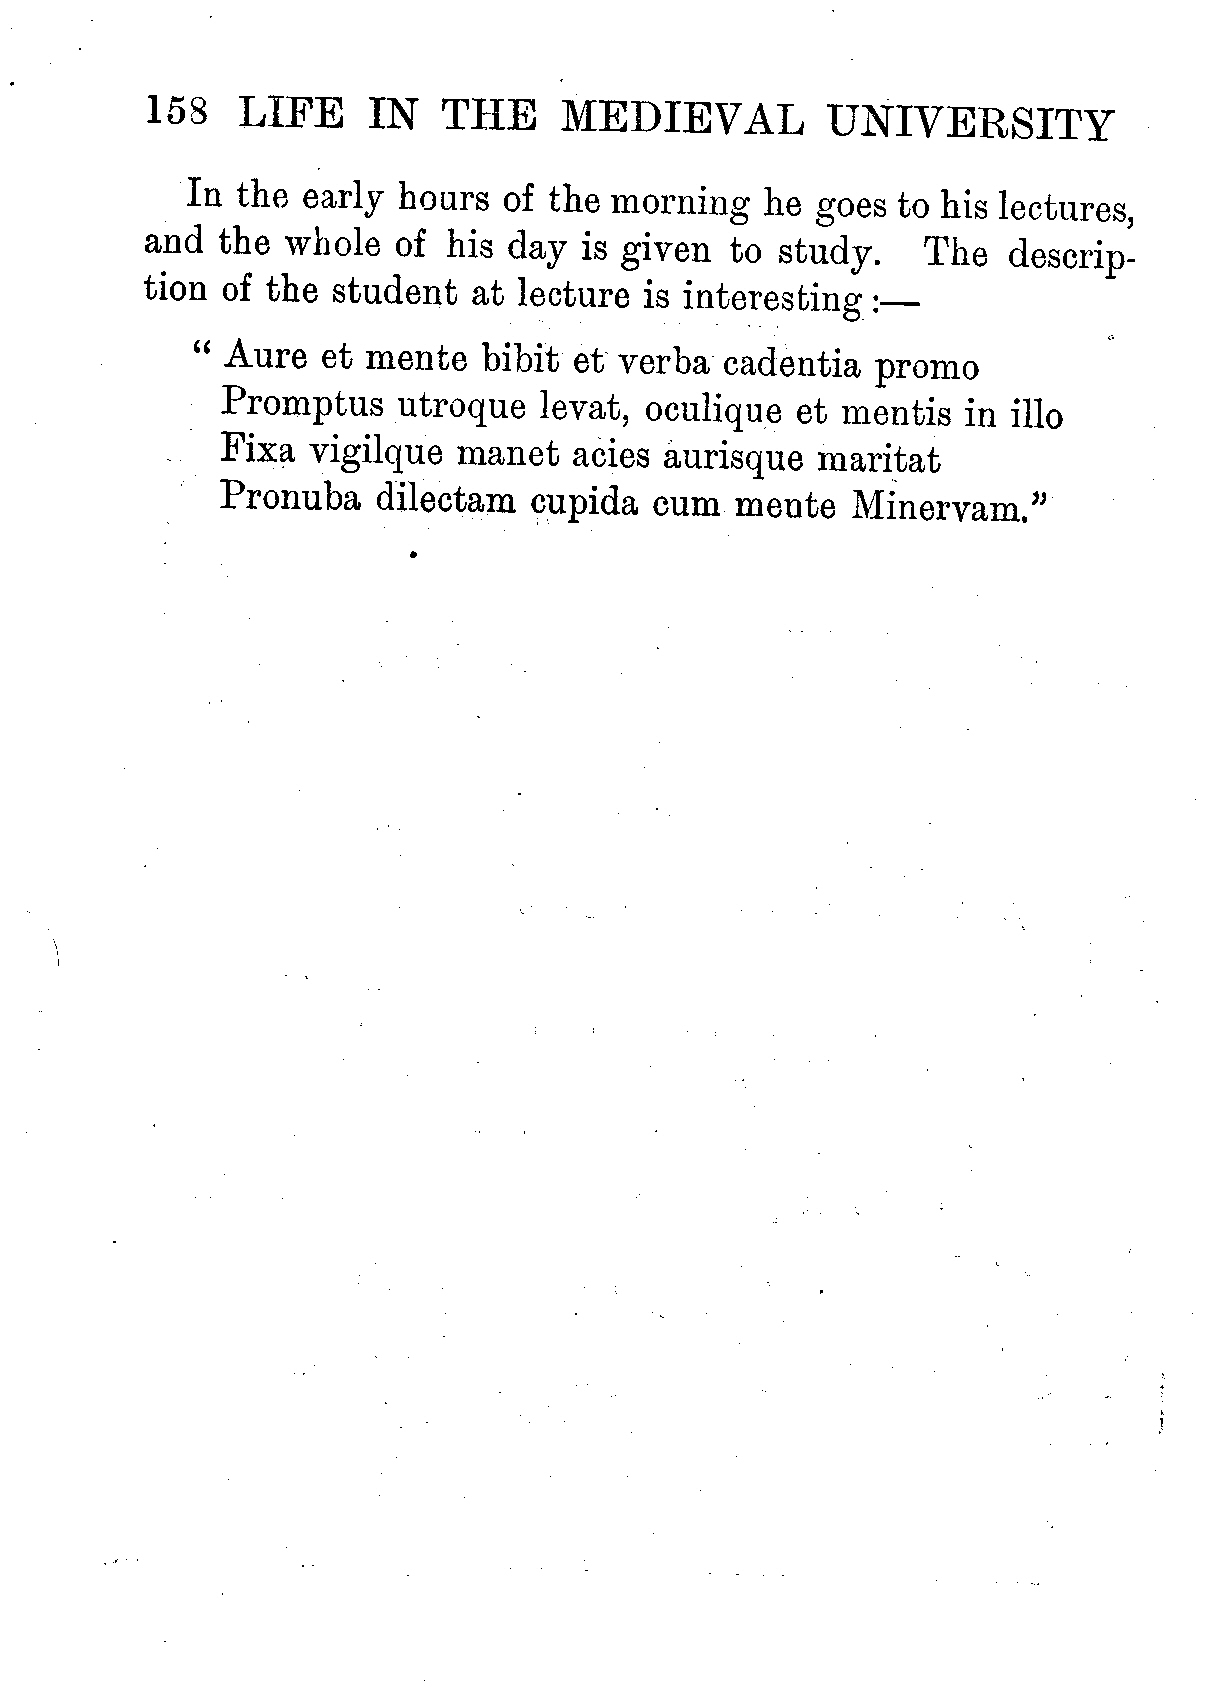 158 LIFE IN THE MEDIEVAL UNIVERSITY
In the early hours of the morning he goes to his lectures,
and the whole of his day is given to study. The descrip-
tion of the student at lecture is interesting:—
“ Aure et mente bibit et verba cadentia promo
Promptus utroque levat, oculique et mentis in illo
Fixa vigilque manet acies aurisque maritat
Pronuba dilectam cupida cum mente Minervam.”